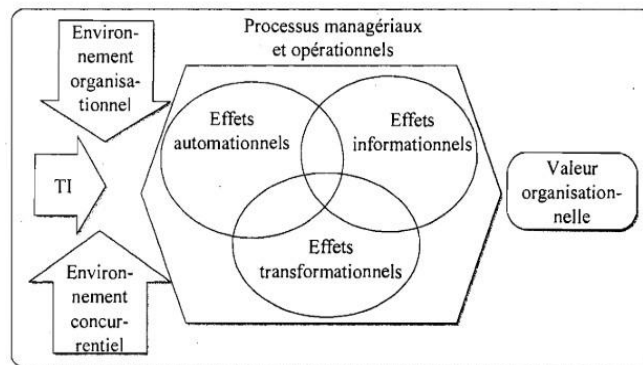 Environ-
nement
organisa-
tionnel
Processus managériaux
et opérationnels
Effets
automationnels
Effets
informationnels
TI
Valeur
organisation-
nelle
Effets
transformationnels
Environ-
nement
concur-
rentiel